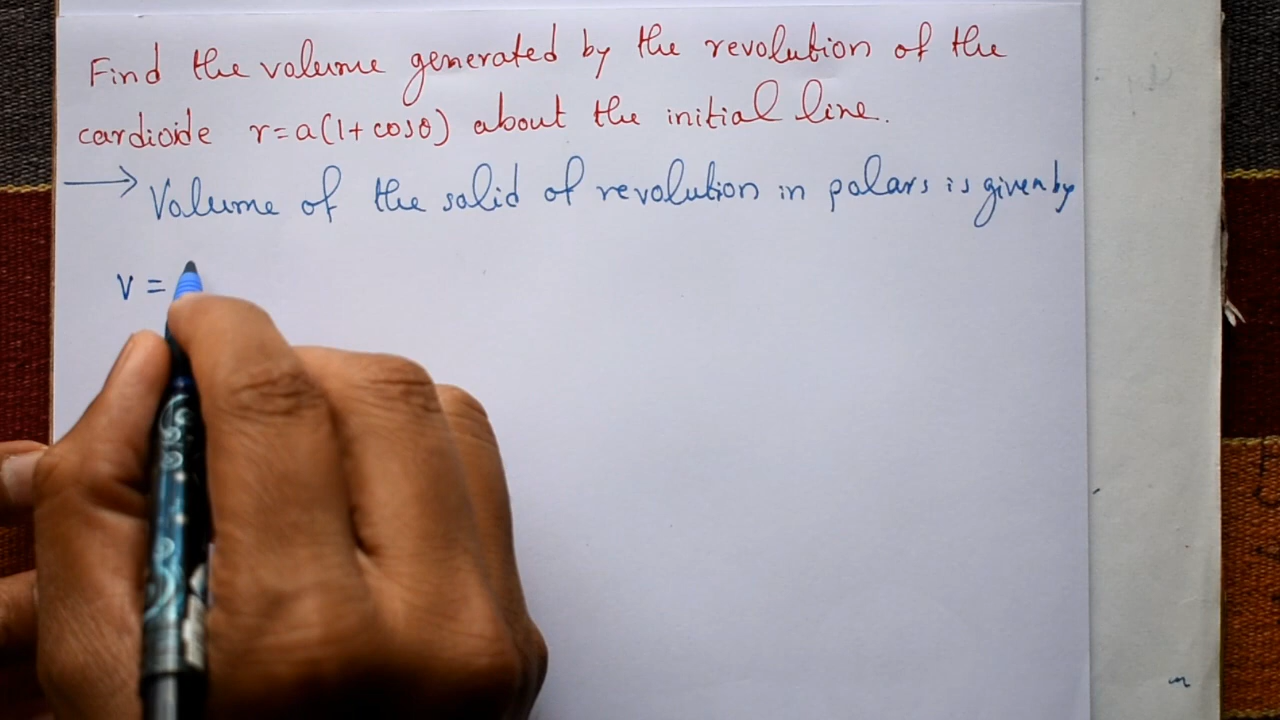 Find the volume generated by the revolution of the
cardioide r=a(1+cosθ) about the initial line.
→ Volume of the solid of revolution in polars is given by
V =